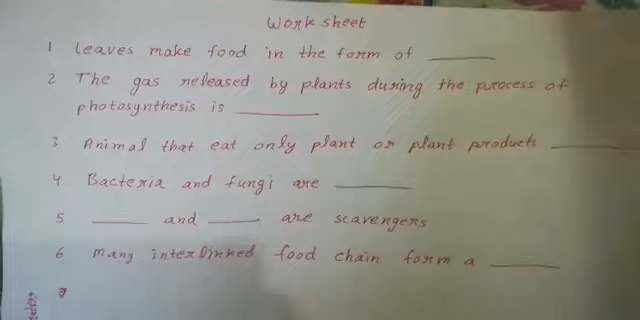 Work sheet
1 Leaves make food in the form of ______
2 The gas released by plants during the process of
photosynthesis is ______
3 Animal that eat only plant or plant products ______
4 Bacteria and fungi are ______
5 ______ and ______ are scavengers
6 Many interlinked food chain form a ______
7